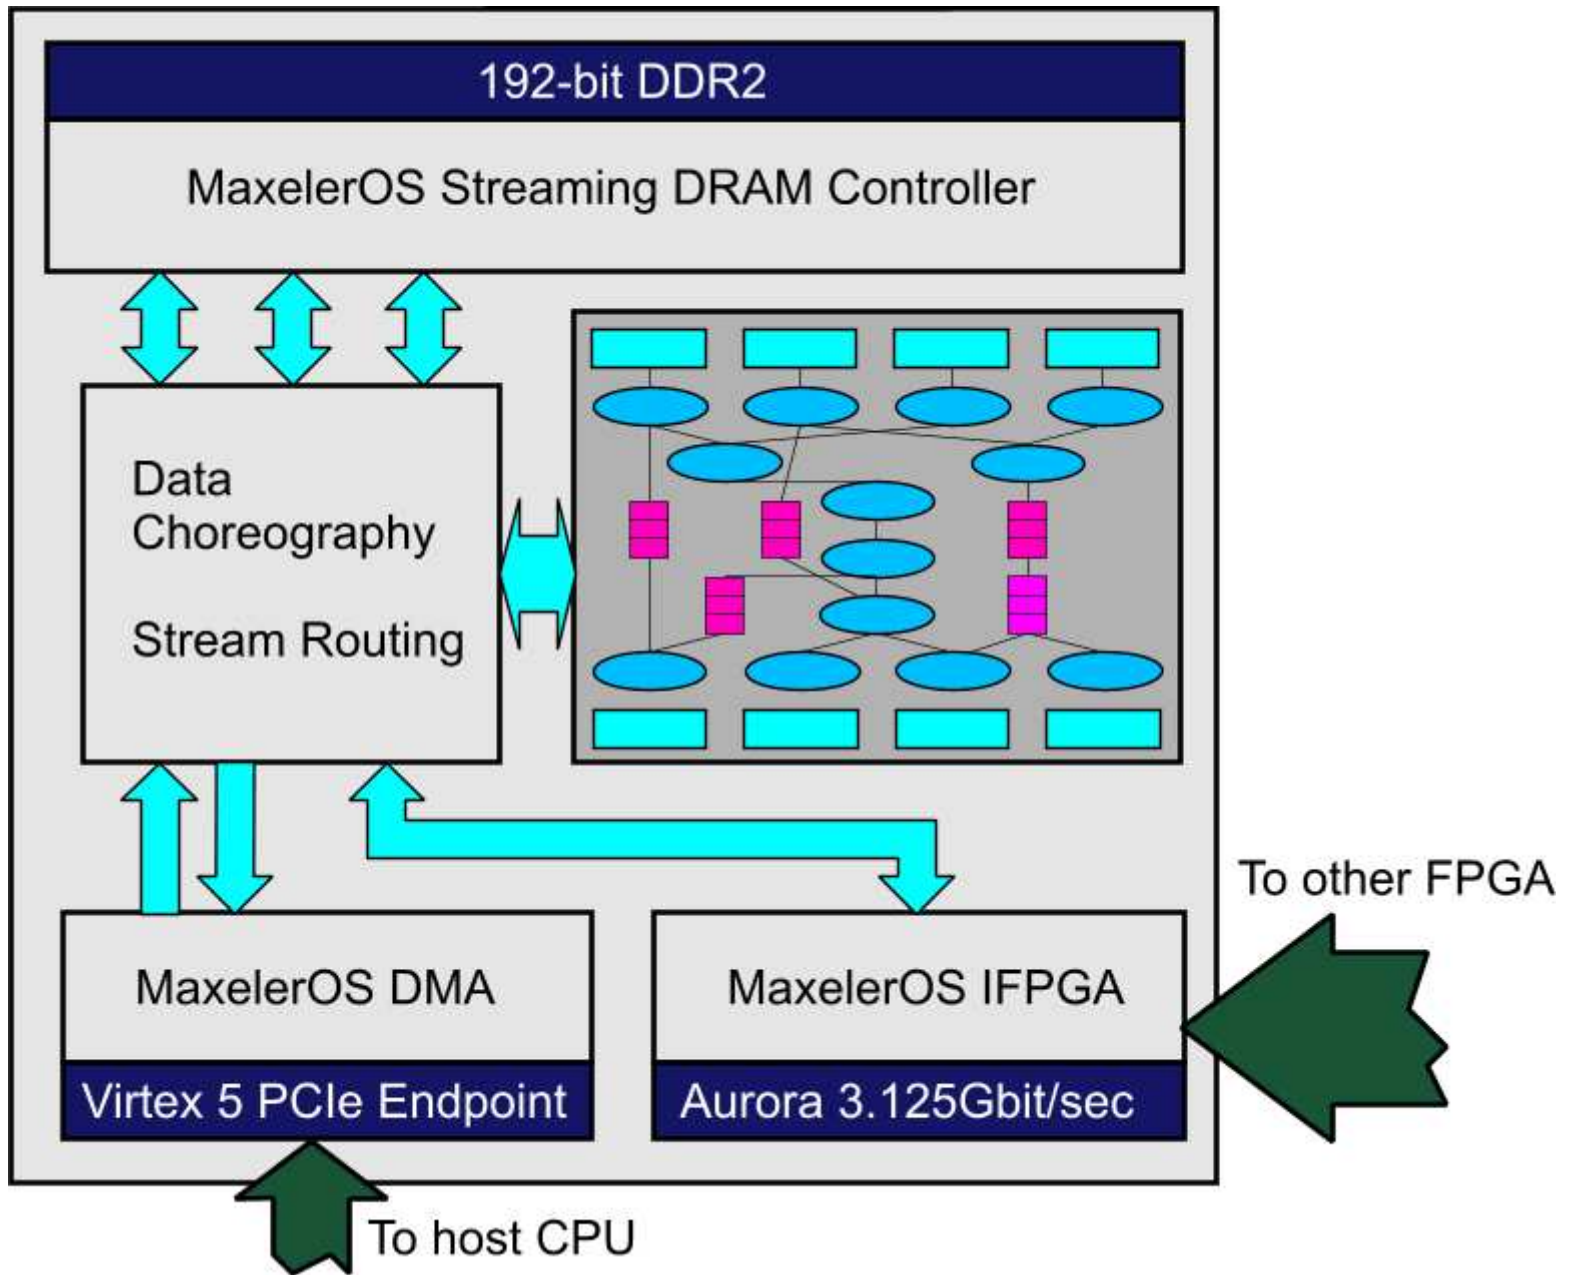 192-bit DDR2
MaxelerOS Streaming DRAM Controller
Data
Choreography
Stream Routing
To other FPGA
MaxelerOS DMA
MaxelerOS IFPGA
Virtex 5 PCIe Endpoint
Aurora 3.125Gbit/sec
To host CPU